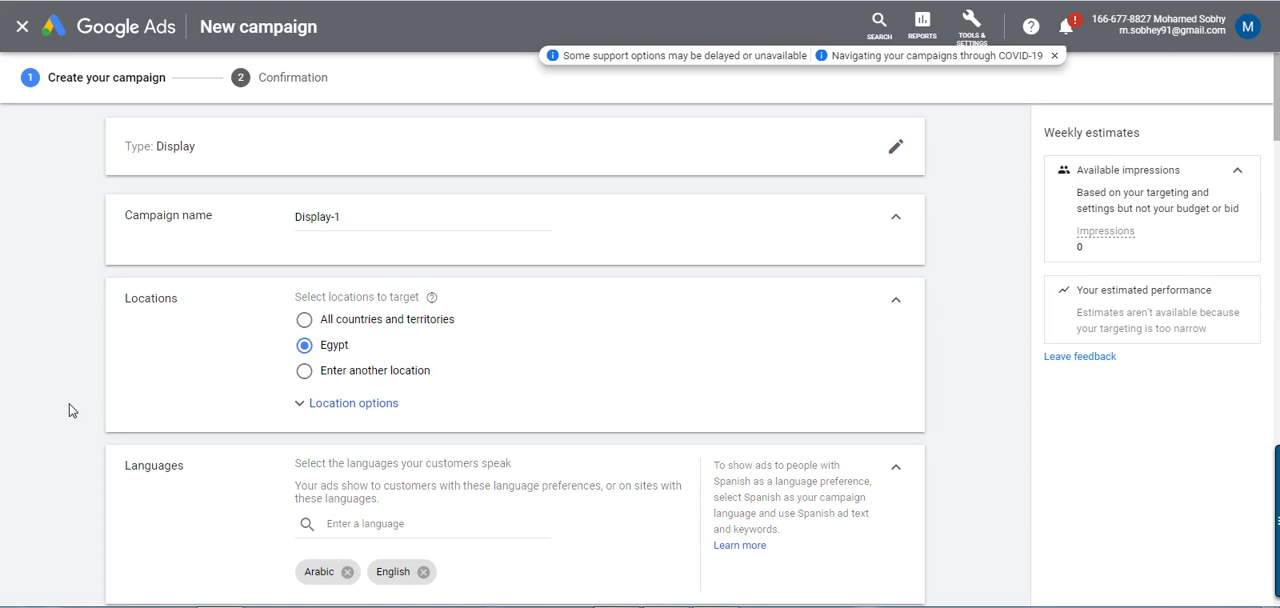 Google Ads
New campaign
SEARCH
REPORTS
TOOLS &
SETTINGS
?
!
166-677-8827 Mohamed Sobhy
m.sobhey91@gmail.com
M
Some support options may be delayed or unavailable
Navigating your campaigns through COVID-19
1 Create your campaign
2 Confirmation
Type: Display
Campaign name
Display-1
Locations
Select locations to target
All countries and territories
Egypt
Enter another location
Location options
Languages
Select the languages your customers speak
Your ads show to customers with these language preferences, or on sites with
these languages.
Enter a language
Arabic
English
To show ads to people with
Spanish as a language preference,
select Spanish as your campaign
language and use Spanish ad text
and keywords.
Learn more
Weekly estimates
Available impressions
Based on your targeting and
settings but not your budget or bid
Impressions
0
Your estimated performance
Estimates aren't available because
your targeting is too narrow
Leave feedback